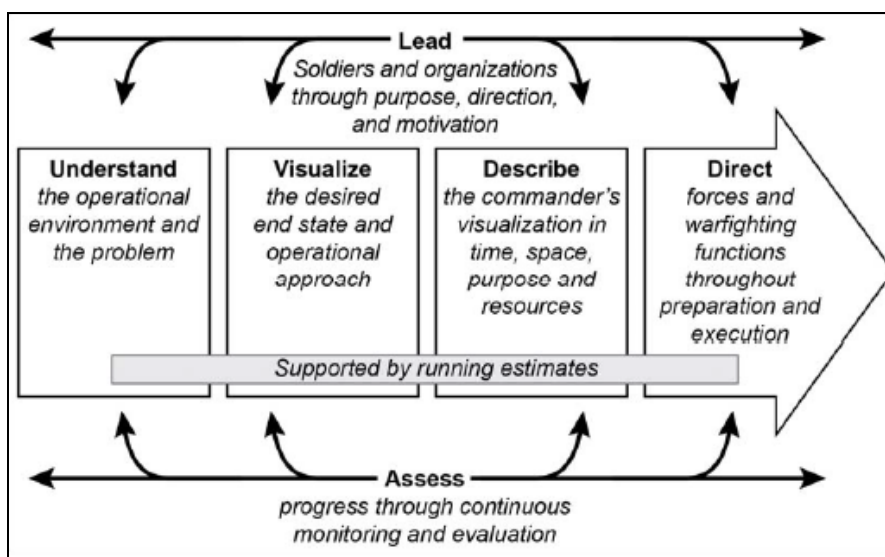 Lead
Soldiers and organizations
through purpose, direction,
and motivation
Understand
the operational
environment and
the problem
Visualize
the desired
end state and
operational
approach
Describe
the commander's
visualization in
time, space,
purpose and
resources
Direct
forces and
warfighting
functions
throughout
preparation and
execution
Supported by running estimates
Assess
progress through continuous
monitoring and evaluation